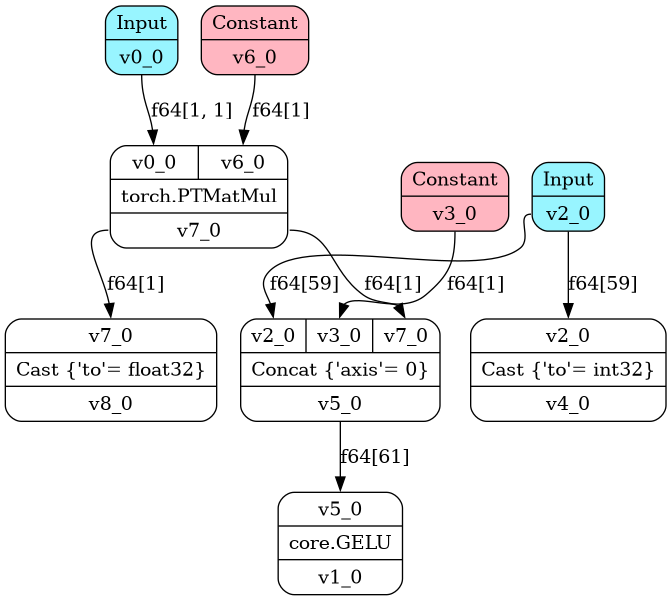 Input
v0_0
Constant
v6_0
f64[1, 1]
f64[1]
v0_0
v6_0
torch.PTMatMul
v7_0
Constant
v3_0
Input
v2_0
f64[1]
f64[59]
f64[1]
f64[1]
f64[59]
v7_0
Cast {'to'= float32}
v8_0
v2_0
v3_0
v7_0
Concat {'axis'= 0}
v5_0
v2_0
Cast {'to'= int32}
v4_0
f64[61]
v5_0
core.GELU
v1_0